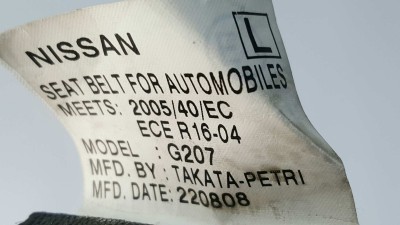 NISSAN
L
SEAT BELT FOR AUTOMOBILES
MEETS: 2005/40/EC
ECE R16-04
MODEL : G207
MFD. BY : TAKATA-PETRI
MFD. DATE: 220808